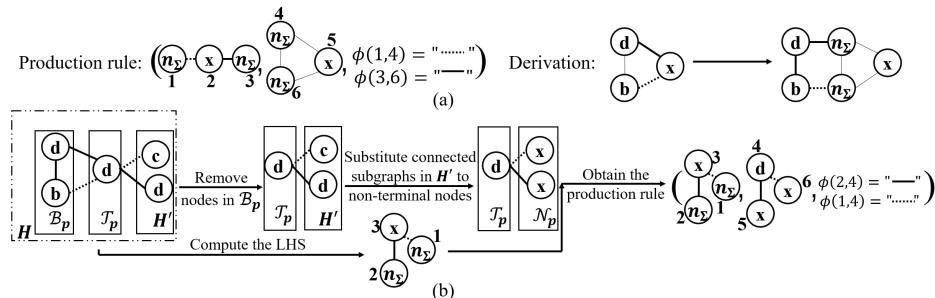 4
5
Production rule: ( n_Σ x n_Σ , n_Σ x n_Σ , ϕ(1,4) = "......" ϕ(3,6) = "—" )
1 2 3
6
Derivation: d x b → d n_Σ x b n_Σ
(a)
d d c
b d
H B_p T_p H'
Remove
nodes in B_p
d c
d
T_p H'
Substitute connected
subgraphs in H' to
non-terminal nodes
d x
x
T_p N_p
Obtain the
production rule
( 3 x n_Σ 1 2 n_Σ , 4 d x 6 5 x , ϕ(2,4) = "—" ϕ(1,4) = "......" )
Compute the LHS
3 x 1
n_Σ
2 n_Σ
(b)